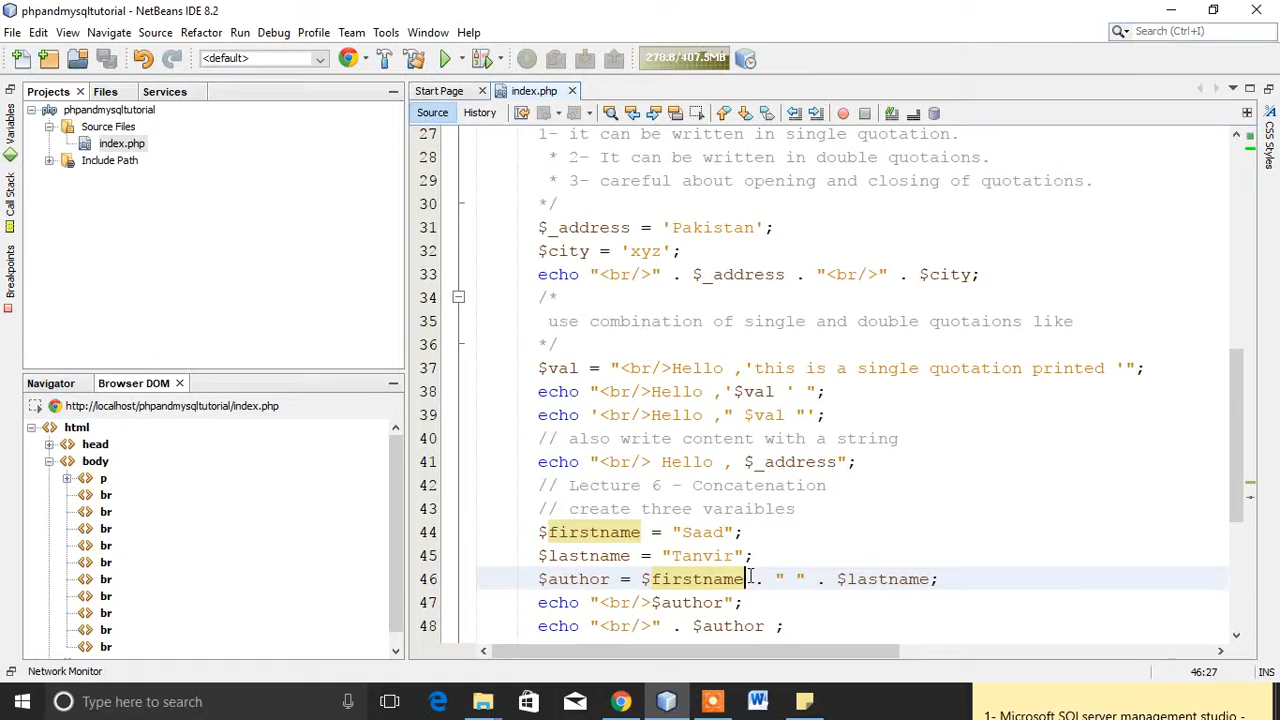 phpandmysqltutorial - NetBeans IDE 8.2
File Edit View Navigate Source Refactor Run Debug Profile Team Tools Window Help
Search (Ctrl+I)
<default>
278.8/407.5MB
Projects
Files
Services
phpandmysqltutorial
Source Files
index.php
Include Path
Variables
Call Stack
Breakpoints
Navigator
Browser DOM
http://localhost/phpandmysqltutorial/index.php
html
head
body
p
br
br
br
br
br
br
br
br
br
br
Start Page
index.php
Source
History
27 1- it can be written in single quotation.
28 * 2- It can be written in double quotaions.
29 * 3- careful about opening and closing of quotations.
30 */
31 $_address = 'Pakistan';
32 $city = 'xyz';
33 echo "<br/>" . $_address . "<br/>" . $city;
34 /*
35 use combination of single and double quotaions like
36 */
37 $val = "<br/>Hello ,'this is a single quotation printed '";
38 echo "<br/>Hello ,'$val ' ";
39 echo '<br/>Hello ," $val "';
40 // also write content with a string
41 echo "<br/> Hello , $_address";
42 // Lecture 6 - Concatenation
43 // create three varaibles
44 $firstname = "Saad";
45 $lastname = "Tanvir";
46 $author = $firstname . " " . $lastname;
47 echo "<br/>$author";
48 echo "<br/>" . $author ;
CSS Styles
Network Monitor
46:27
Type here to search
1- Microsoft SQl server management studio -